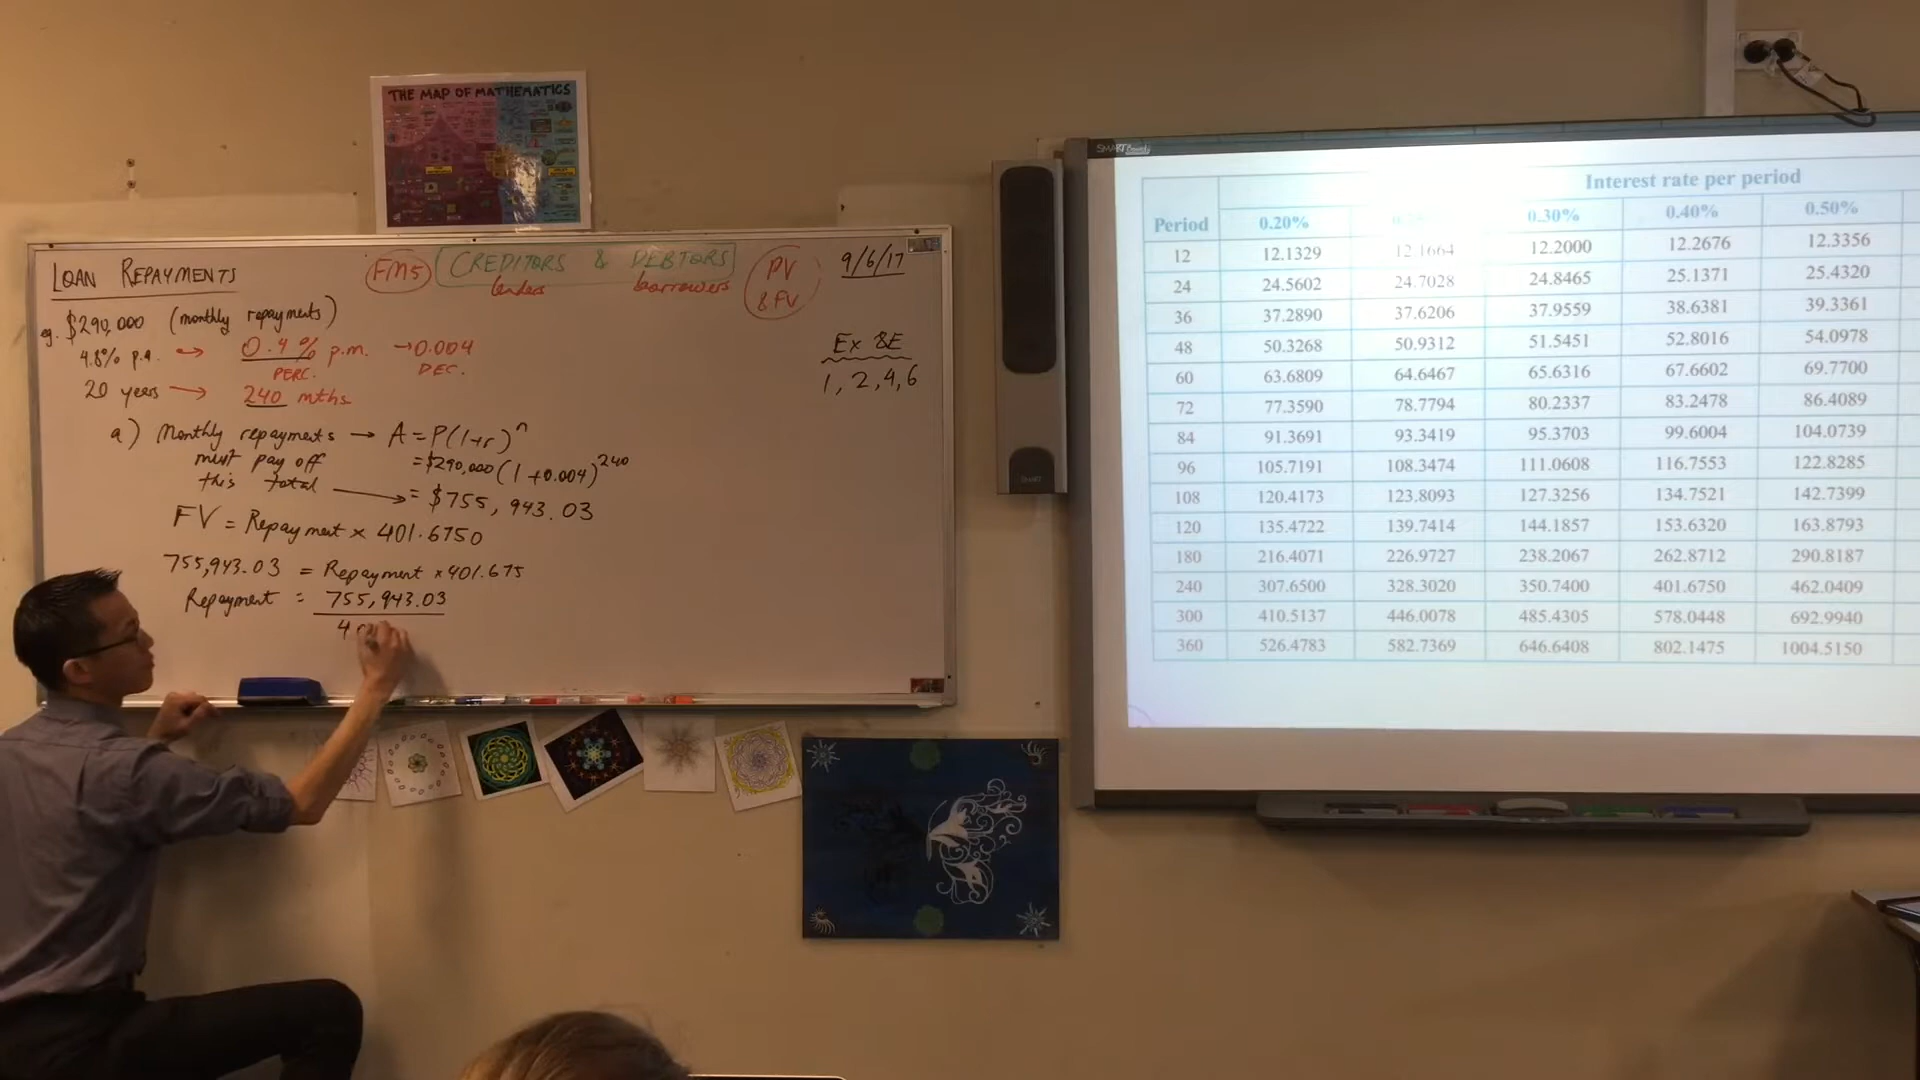 THE MAP OF MATHEMATICS
LOAN REPAYMENTS
FM5
CREDITORS & DEBTORS
lenders
borrowers
PV
& FV
9/6/17
eg. $290,000 (monthly repayments)
4.8% p.a. → 0.4% p.m. → 0.004
PERC.
DEC.
20 years → 240 mths
Ex 8E
1, 2, 4, 6
a) Monthly repayments → A = P(1+r)^n
must pay off
= $290,000 (1 + 0.004)^240
this total → = $755,943.03
FV = Repayment × 401.6750
755,943.03 = Repayment × 401.675
Repayment = 755,943.03
4
SMART Board
Interest rate per period
Period 0.20% 0.30% 0.40% 0.50%
12 12.1329 12.1664 12.2000 12.2676 12.3356
24 24.5602 24.7028 24.8465 25.1371 25.4320
36 37.2890 37.6206 37.9559 38.6381 39.3361
48 50.3268 50.9312 51.5451 52.8016 54.0978
60 63.6809 64.6467 65.6316 67.6602 69.7700
72 77.3590 78.7794 80.2337 83.2478 86.4089
84 91.3691 93.3419 95.3703 99.6004 104.0739
96 105.7191 108.3474 111.0608 116.7553 122.8285
108 120.4173 123.8093 127.3256 134.7521 142.7399
120 135.4722 139.7414 144.1857 153.6320 163.8793
180 216.4071 226.9727 238.2067 262.8712 290.8187
240 307.6500 328.3020 350.7400 401.6750 462.0409
300 410.5137 446.0078 485.4305 578.0448 692.9940
360 526.4783 582.7369 646.6408 802.1475 1004.5150
SMART